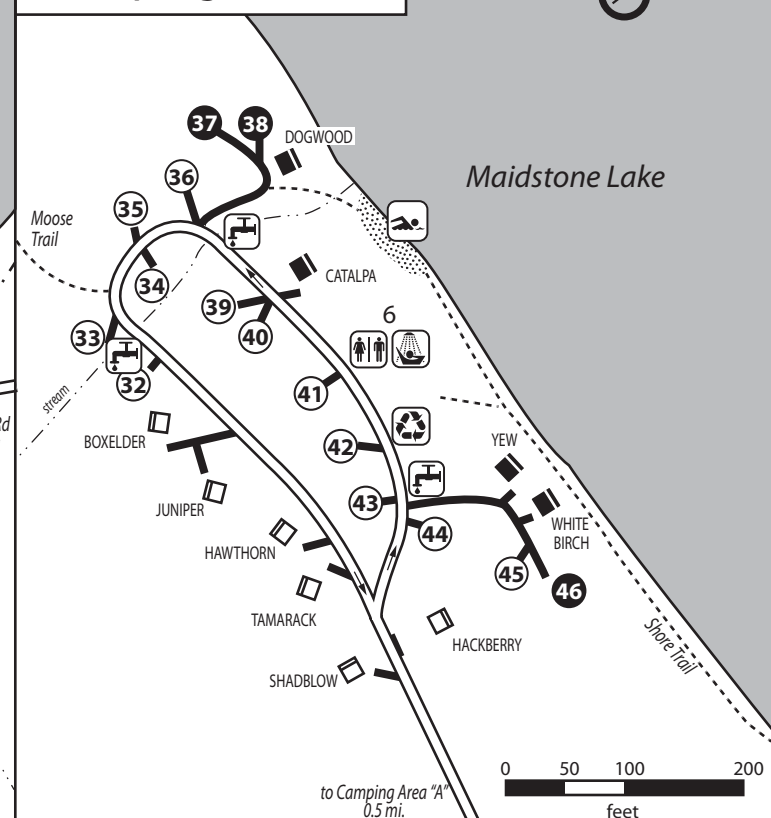 37
38
DOGWOOD
Maidstone Lake
36
35
Moose
Trail
34
CATALPA
39
6
33
40
32
41
stream
Rd
42
BOXELDER
YEW
JUNIPER
43
WHITE
BIRCH
44
HAWTHORN
45
46
TAMARACK
HACKBERRY
Shore Trail
SHADBLOW
0 50 100 200
feet
to Camping Area "A"
0.5 mi.